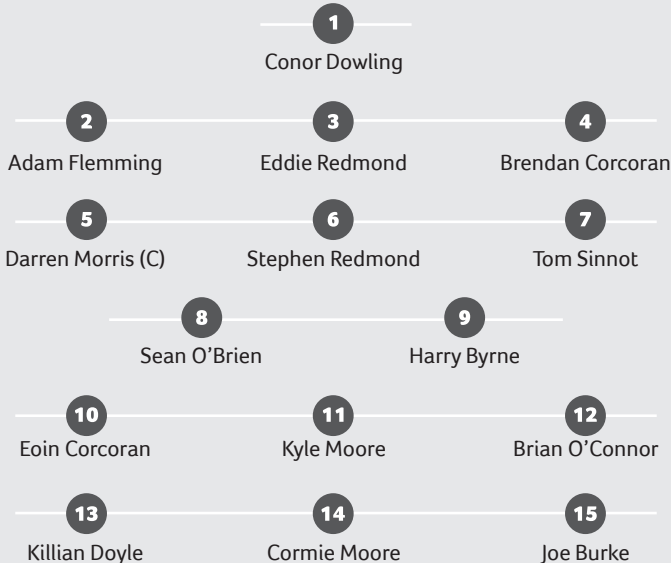 1
Conor Dowling
2 3 4
Adam Flemming Eddie Redmond Brendan Corcoran
5 6 7
Darren Morris (C) Stephen Redmond Tom Sinnot
8 9
Sean O’Brien Harry Byrne
10 11 12
Eoin Corcoran Kyle Moore Brian O’Connor
13 14 15
Killian Doyle Cormie Moore Joe Burke